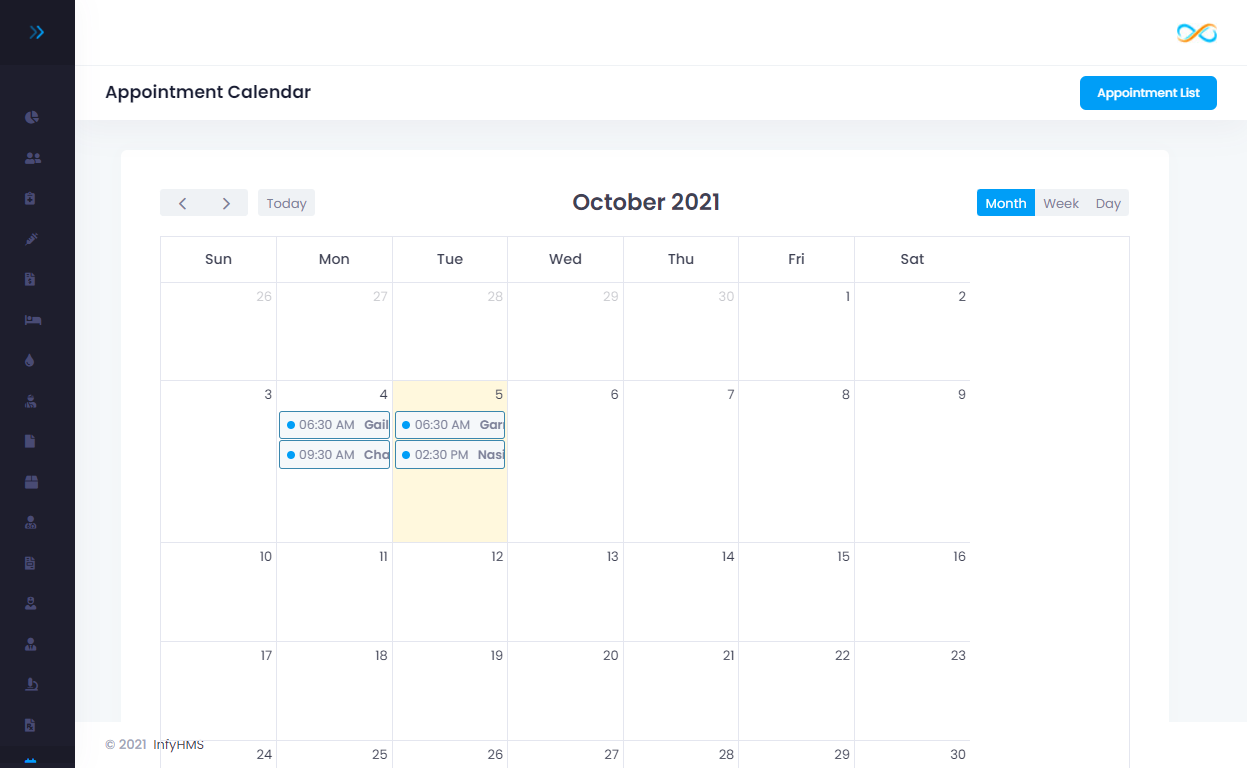 Appointment Calendar
Appointment List
Today
October 2021
Month Week Day
Sun Mon Tue Wed Thu Fri Sat
26 27 28 29 30 1 2
3 4 5 6 7 8 9
06:30 AM Gail 06:30 AM
09:30 AM Cha 02:30 PM Nasi
10 11 12 13 14 15 16
17 18 19 20 21 22 23
© 2021 InfyHMS
24 25 26 27 28 29 30